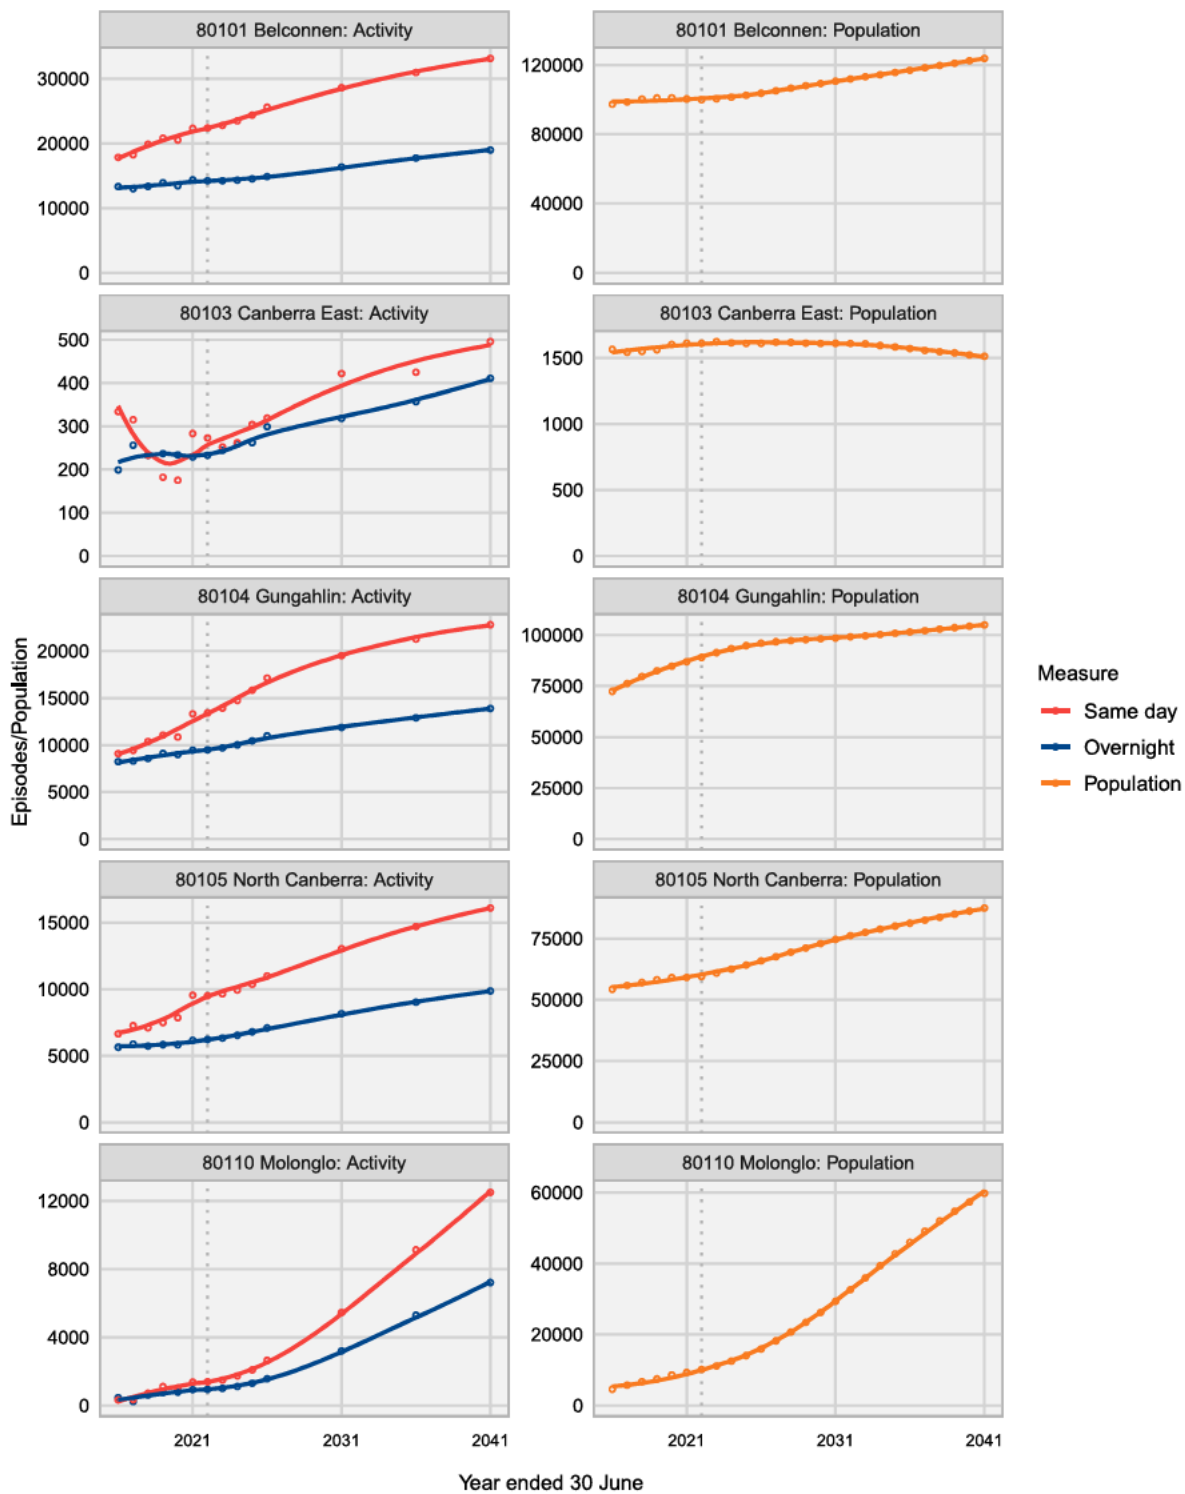 80101 Belconnen: Activity
80101 Belconnen: Population
30000
20000
10000
0
120000
80000
40000
0
80103 Canberra East: Activity
80103 Canberra East: Population
500
400
300
200
100
0
1500
1000
500
0
80104 Gungahlin: Activity
80104 Gungahlin: Population
20000
15000
10000
5000
0
100000
75000
50000
25000
0
Episodes/Population
Measure
Same day
Overnight
Population
80105 North Canberra: Activity
80105 North Canberra: Population
15000
10000
5000
0
75000
50000
25000
0
80110 Molonglo: Activity
80110 Molonglo: Population
12000
8000
4000
0
60000
40000
20000
0
2021 2031 2041
2021 2031 2041
Year ended 30 June